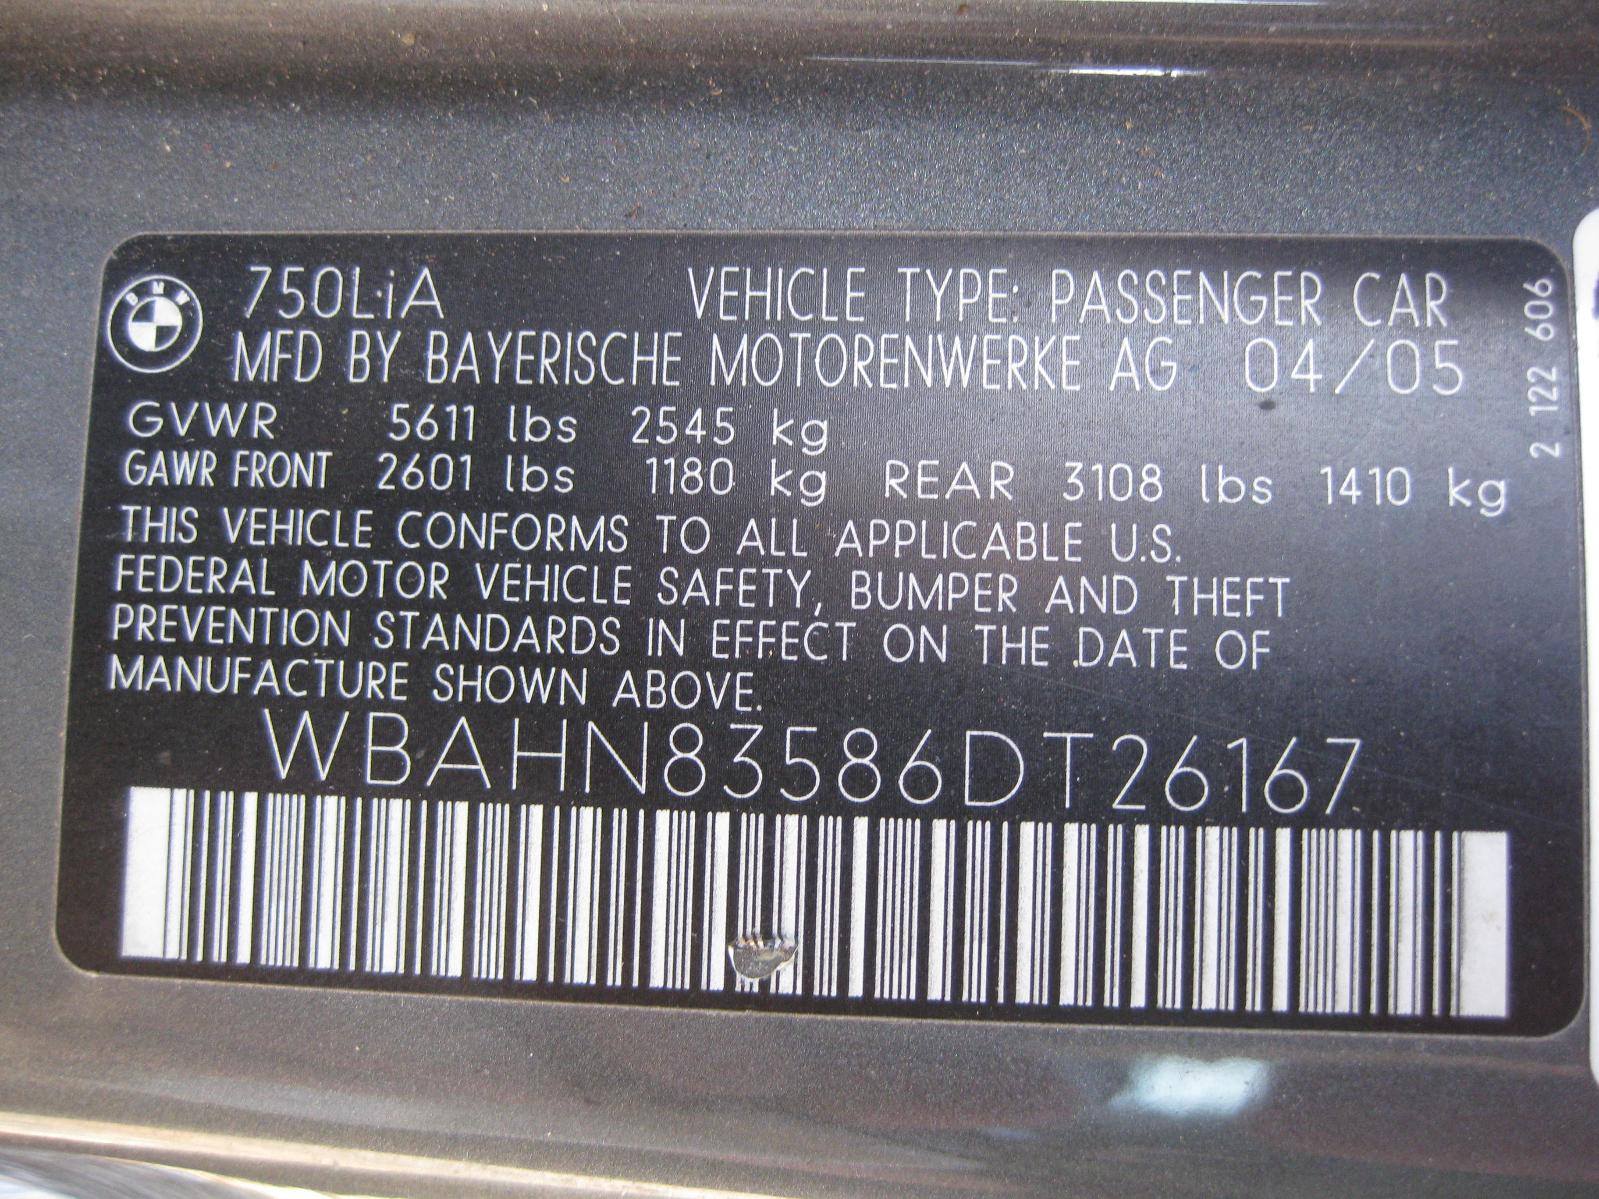 BMW
750LiA VEHICLE TYPE: PASSENGER CAR
MFD BY BAYERISCHE MOTORENWERKE AG 04/05
GVWR 5611 lbs 2545 kg
GAWR FRONT 2601 lbs 1180 kg REAR 3108 lbs 1410 kg
THIS VEHICLE CONFORMS TO ALL APPLICABLE U.S.
FEDERAL MOTOR VEHICLE SAFETY, BUMPER AND THEFT
PREVENTION STANDARDS IN EFFECT ON THE DATE OF
MANUFACTURE SHOWN ABOVE.
WBAHN83586DT26167
2 122 606.